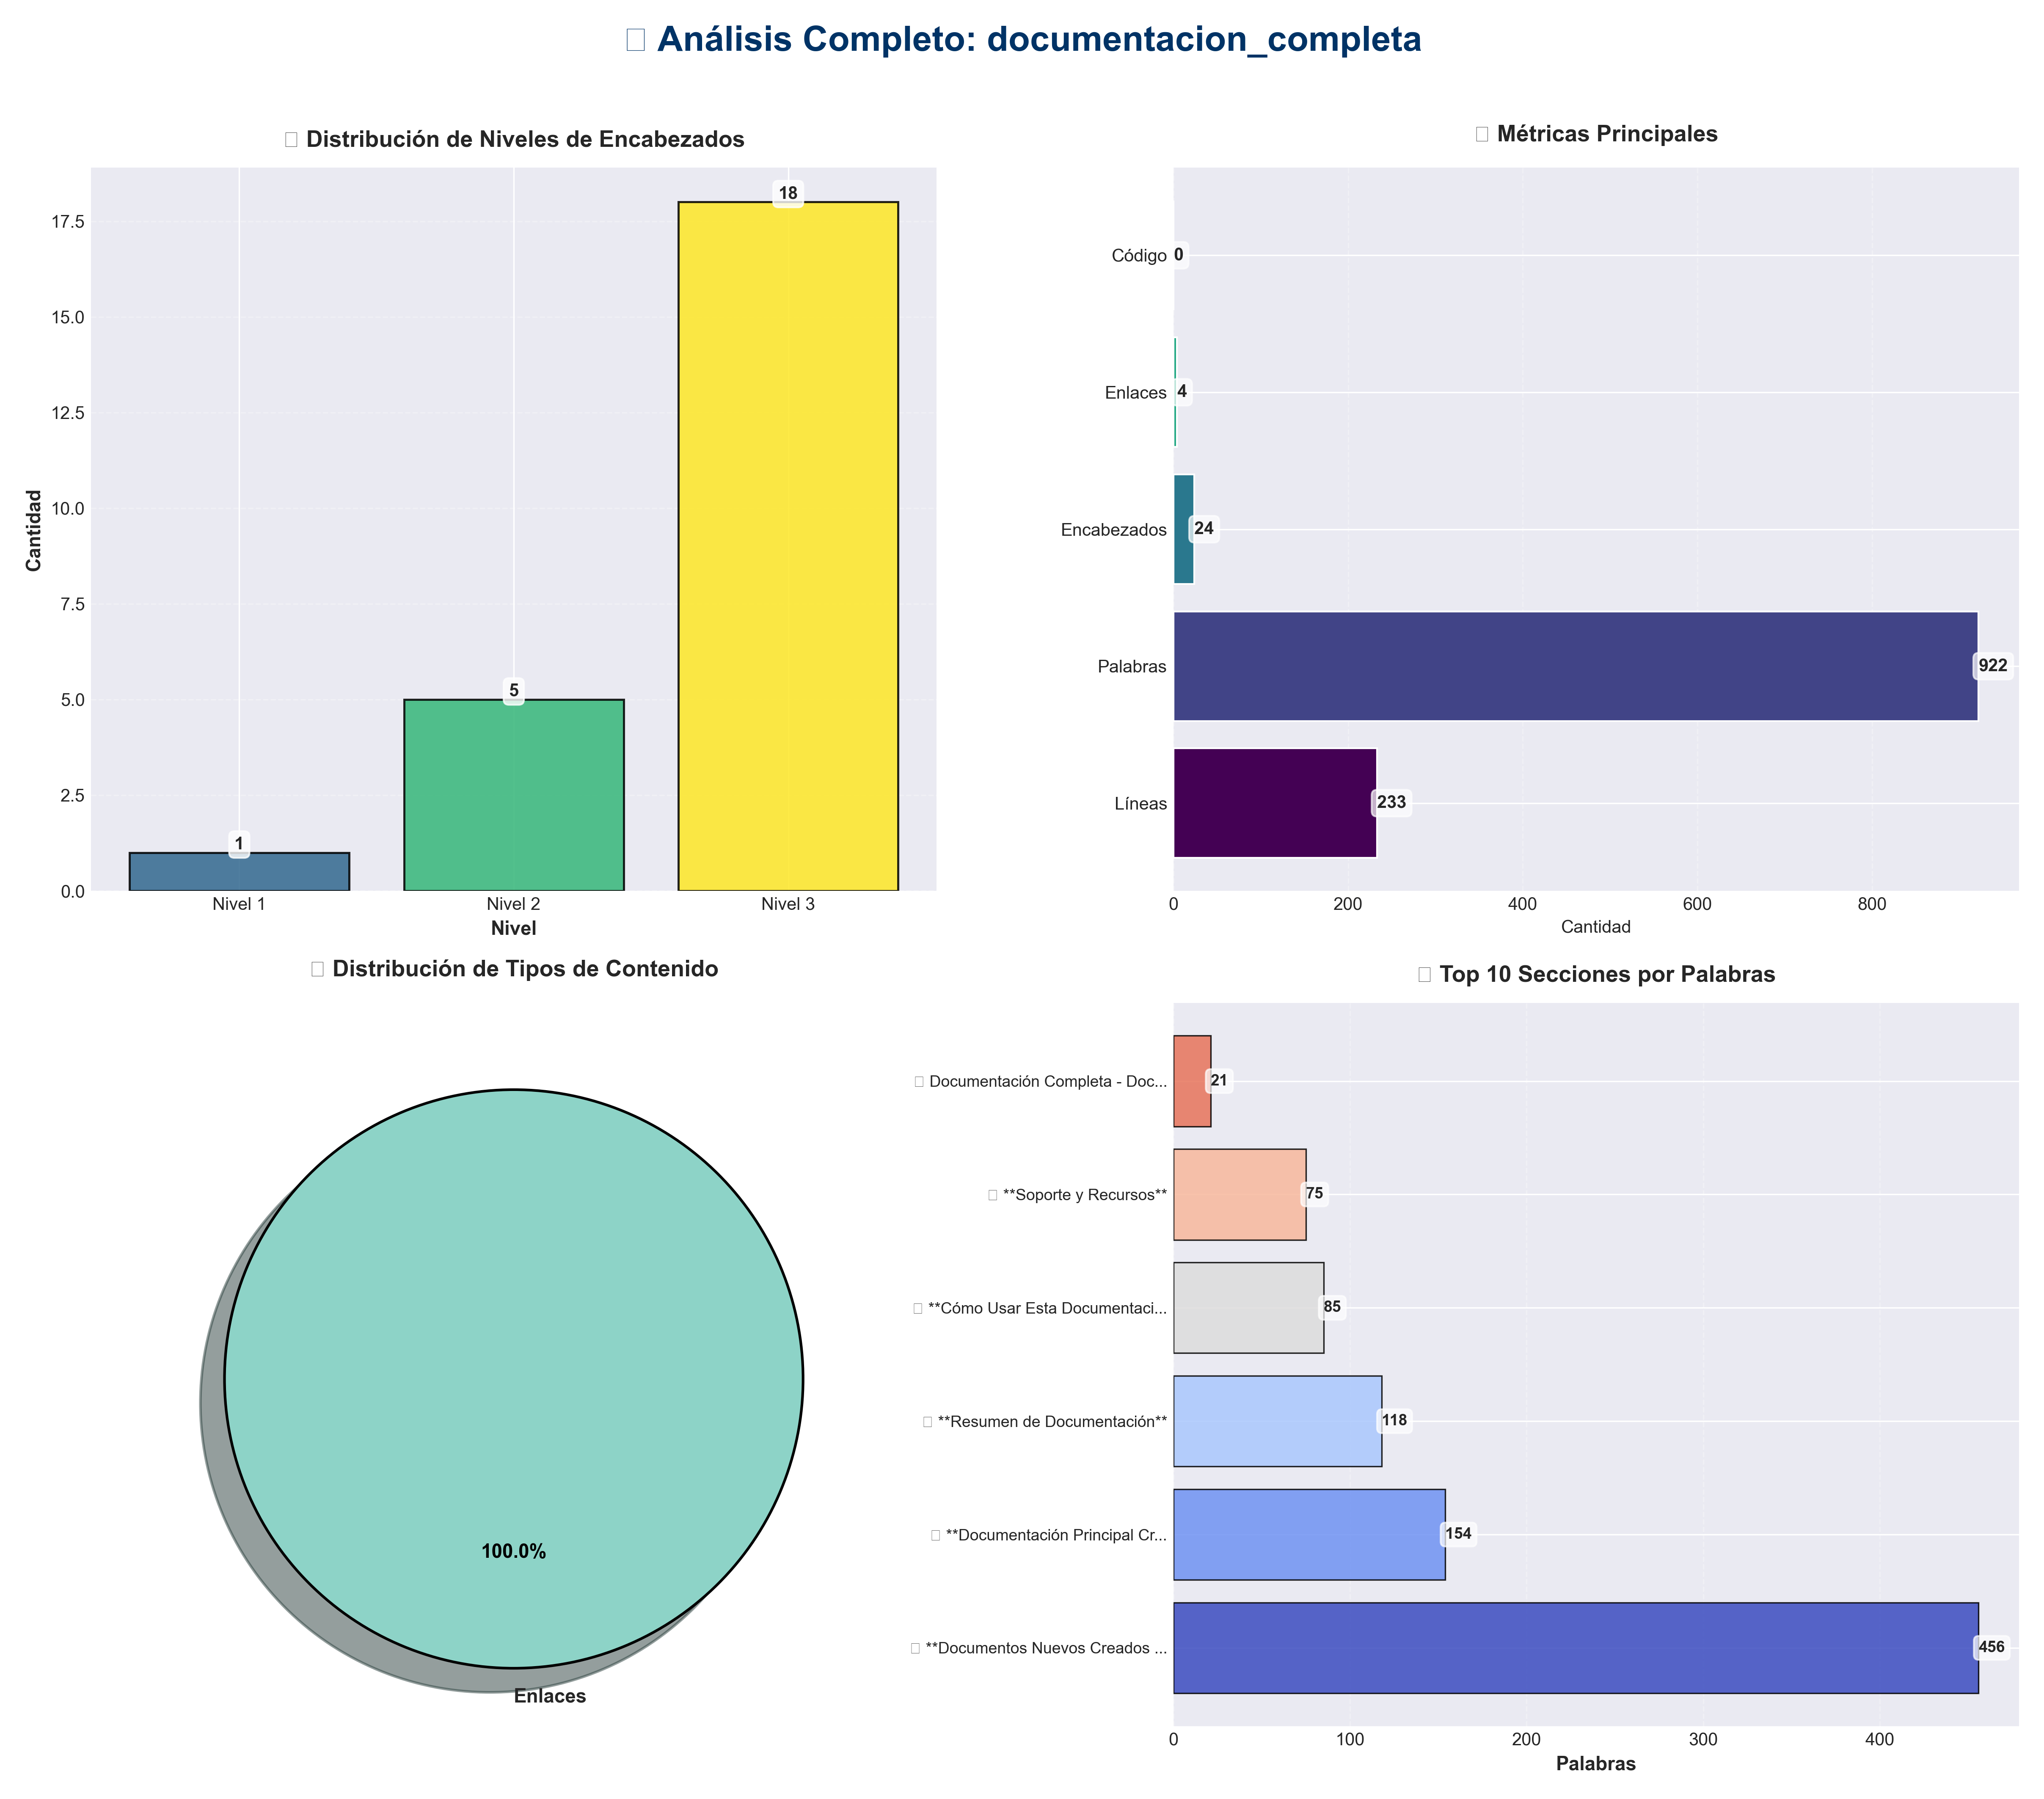 Análisis Completo: documentacion_completa
Distribución de Niveles de Encabezados
Cantidad
17.5
15.0
12.5
10.0
7.5
5.0
2.5
0.0
18
5
1
Nivel 1
Nivel 2
Nivel 3
Nivel
Métricas Principales
Código
0
Enlaces
4
Encabezados
24
Palabras
922
Líneas
233
0
200
400
600
800
Cantidad
Distribución de Tipos de Contenido
100.0%
Enlaces
Top 10 Secciones por Palabras
Documentación Completa - Doc...
21
**Soporte y Recursos**
75
**Cómo Usar Esta Documentaci...
85
**Resumen de Documentación**
118
**Documentación Principal Cr...
154
**Documentos Nuevos Creados ...
456
0
100
200
300
400
Palabras